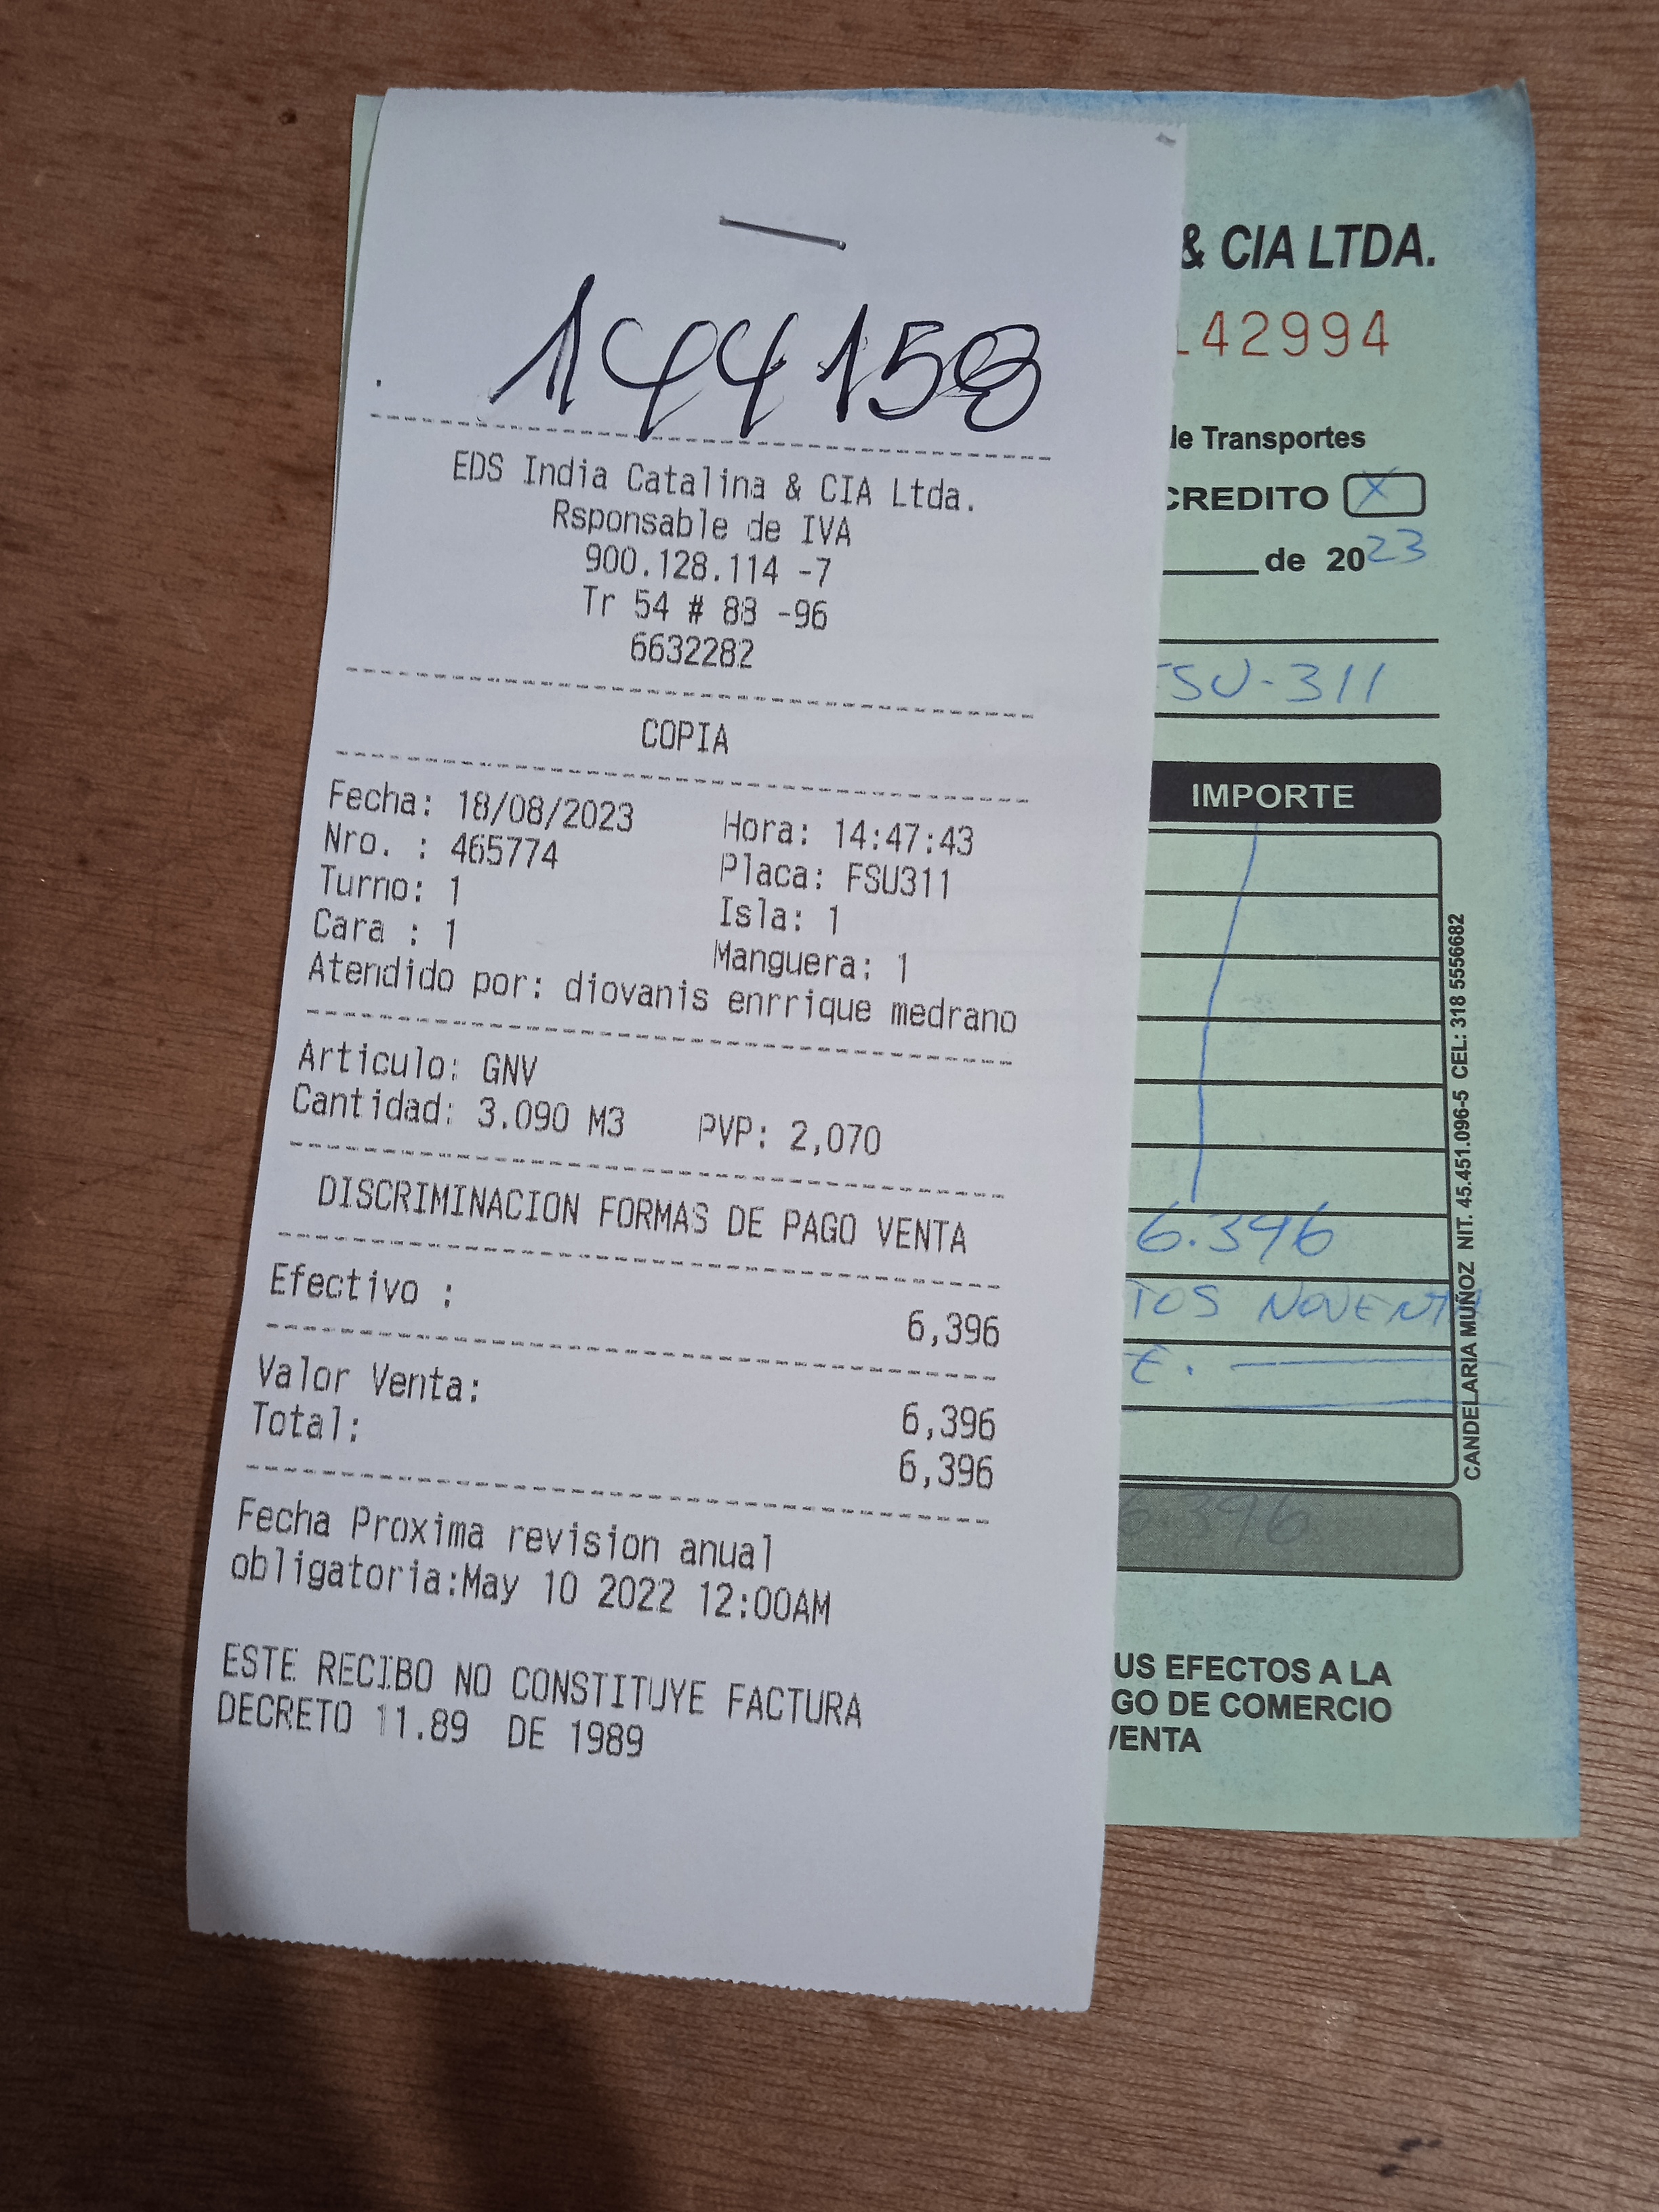 144158
EDS India Catalina & CIA Ltda.
Rsponsable de IVA
900.128.114 -7
Tr 54 # 88 -96
6632282
COPIA
Fecha: 18/08/2023 Hora: 14:47:43
Nro. : 465774 Placa: FSU311
Turno: 1 Isla: 1
Cara : 1 Manguera: 1
Atendido por: diovanis enrrique medrano
Articulo: GNV
Cantidad: 3.090 M3 PVP: 2,070
DISCRIMINACION FORMAS DE PAGO VENTA
Efectivo : 6,396
Valor Venta: 6,396
Total: 6,396
Fecha Proxima revision anual
obligatoria:May 10 2022 12:00AM
ESTE RECIBO NO CONSTITUYE FACTURA
DECRETO 11.89 DE 1989
& CIA LTDA.
142994
de Transportes
CREDITO X
de 2023
FSU-311
IMPORTE
6.396
TOS NOVENTA
E.
6.396
US EFECTOS A LA
GO DE COMERCIO
VENTA
CANDELARIA MUÑOZ NIT. 45.451.096-5 CEL: 318 5556682